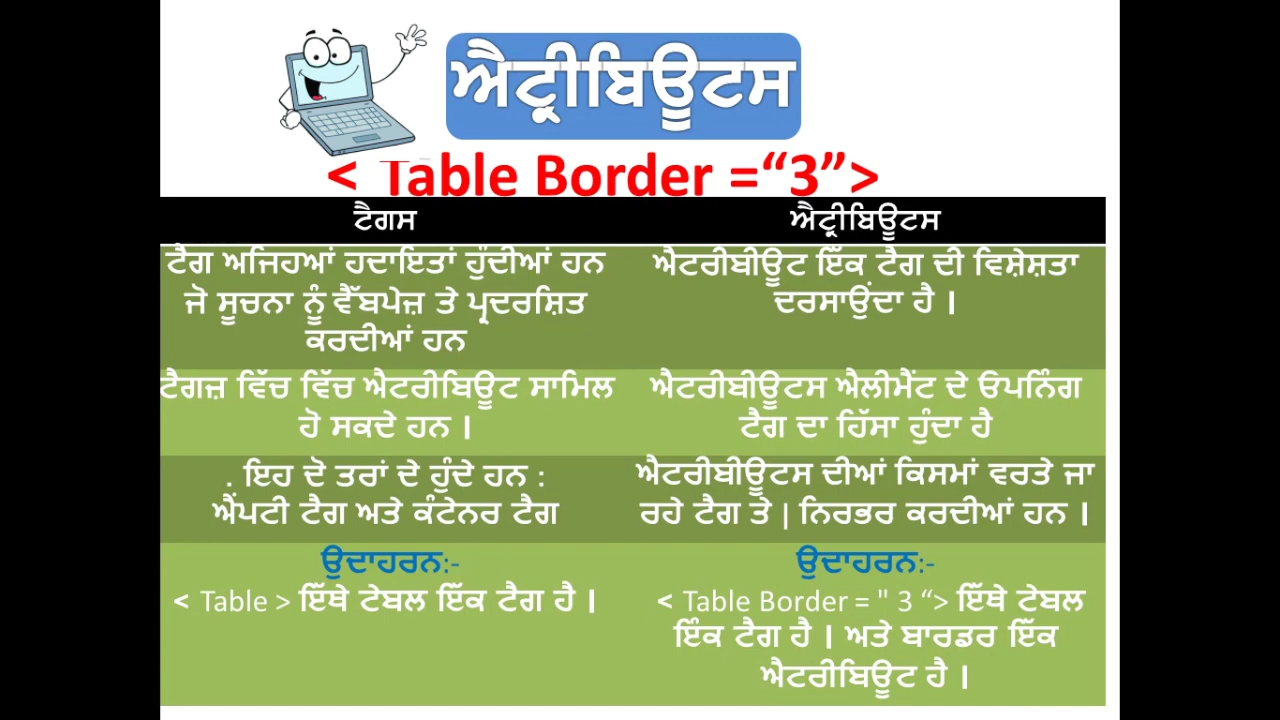 ਐਟ੍ਰੀਬਿਊਟਸ
< Table Border =“3”>
ਟੈਗਸ
ਐਟ੍ਰੀਬਿਊਟਸ
ਟੈਗ ਅਜਿਹਆਂ ਹਦਾਇਤਾਂ ਹੁੰਦੀਆਂ ਹਨ
ਜੋ ਸੂਚਨਾ ਨੂੰ ਵੈੱਬਪੇਜ਼ ਤੇ ਪ੍ਰਦਰਸ਼ਿਤ
ਕਰਦੀਆਂ ਹਨ
ਐਟਰੀਬੀਊਟ ਇੱਕ ਟੈਗ ਦੀ ਵਿਸ਼ੇਸ਼ਤਾ
ਦਰਸਾਉਂਦਾ ਹੈ ।
ਟੈਗਜ਼ ਵਿੱਚ ਵਿੱਚ ਐਟਰੀਬਿਊਟ ਸਾਮਿਲ
ਹੋ ਸਕਦੇ ਹਨ ।
ਐਟਰੀਬੀਊਟਸ ਐਲੀਮੈਂਟ ਦੇ ਓਪਨਿੰਗ
ਟੈਗ ਦਾ ਹਿੱਸਾ ਹੁੰਦਾ ਹੈ
. ਇਹ ਦੋ ਤਰਾਂ ਦੇ ਹੁੰਦੇ ਹਨ :
ਐਂਪਟੀ ਟੈਗ ਅਤੇ ਕੰਟੇਨਰ ਟੈਗ
ਐਟਰੀਬੀਊਟਸ ਦੀਆਂ ਕਿਸਮਾਂ ਵਰਤੇ ਜਾ
ਰਹੇ ਟੈਗ ਤੇ | ਨਿਰਭਰ ਕਰਦੀਆਂ ਹਨ ।
ਉਦਾਹਰਨ:-
< Table > ਇੱਥੇ ਟੇਬਲ ਇੱਕ ਟੈਗ ਹੈ ।
ਉਦਾਹਰਨ:-
< Table Border = " 3 “> ਇੱਥੇ ਟੇਬਲ
ਇੰਕ ਟੈਗ ਹੈ । ਅਤੇ ਬਾਰਡਰ ਇੱਕ
ਐਟਰੀਬਿਊਟ ਹੈ ।